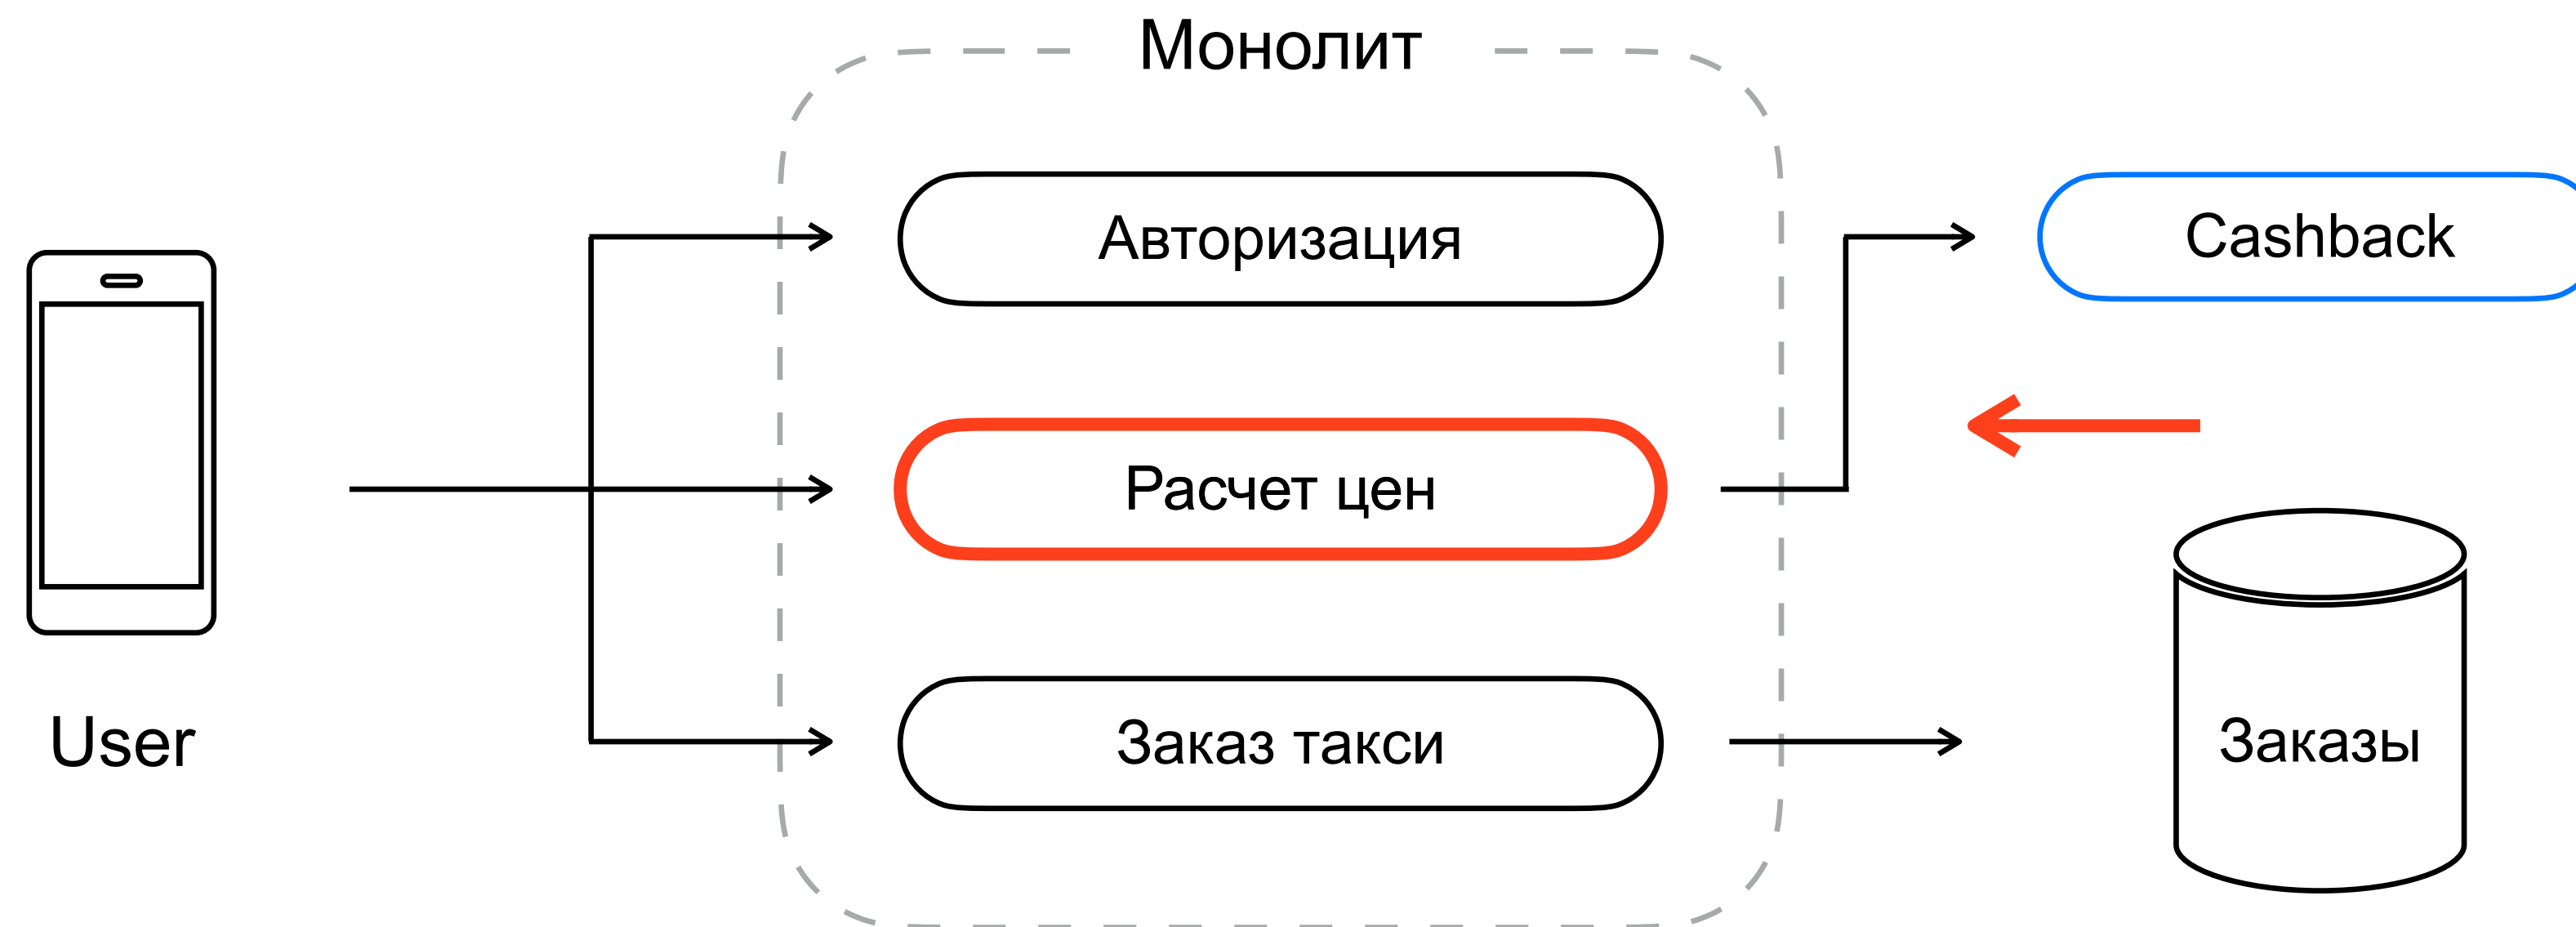 Монолит
Авторизация
Cashback
Расчет цен
User
Заказ такси
Заказы